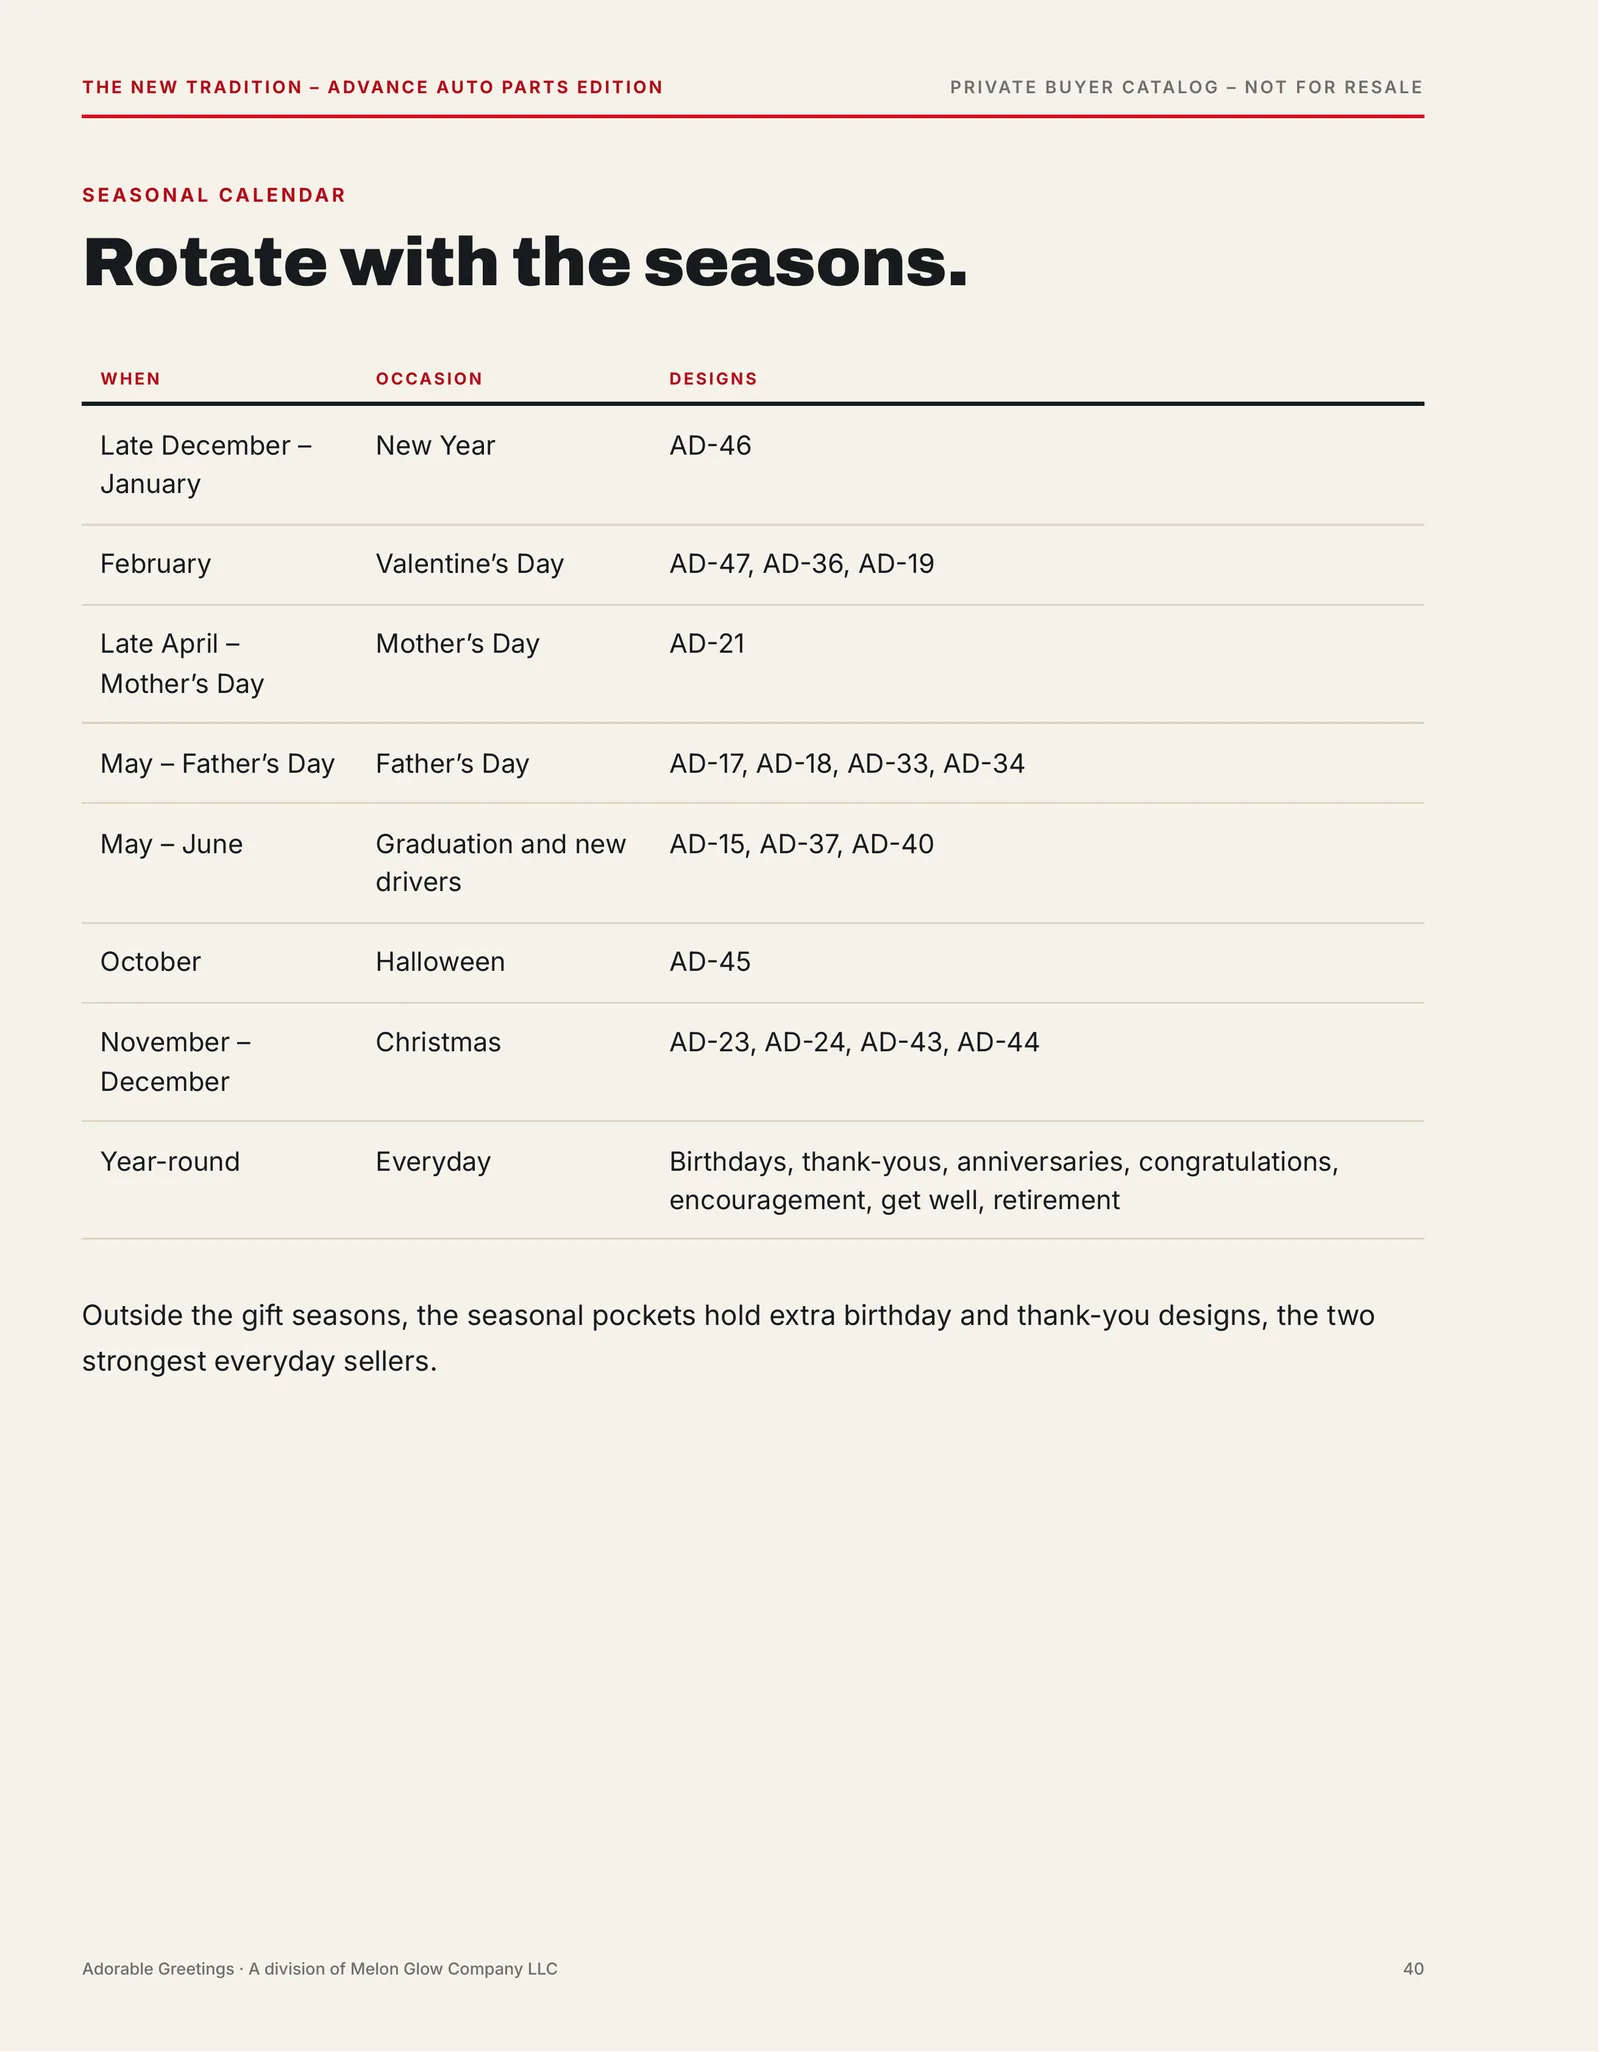 THE NEW TRADITION – ADVANCE AUTO PARTS EDITION
PRIVATE BUYER CATALOG – NOT FOR RESALE
SEASONAL CALENDAR
Rotate with the seasons.
WHEN OCCASION DESIGNS
Late December – New Year AD-46
January
February Valentine’s Day AD-47, AD-36, AD-19
Late April – Mother’s Day AD-21
Mother’s Day
May – Father’s Day Father’s Day AD-17, AD-18, AD-33, AD-34
May – June Graduation and new AD-15, AD-37, AD-40
drivers
October Halloween AD-45
November – Christmas AD-23, AD-24, AD-43, AD-44
December
Year-round Everyday Birthdays, thank-yous, anniversaries, congratulations,
encouragement, get well, retirement
Outside the gift seasons, the seasonal pockets hold extra birthday and thank-you designs, the two
strongest everyday sellers.
Adorable Greetings · A division of Melon Glow Company LLC
40